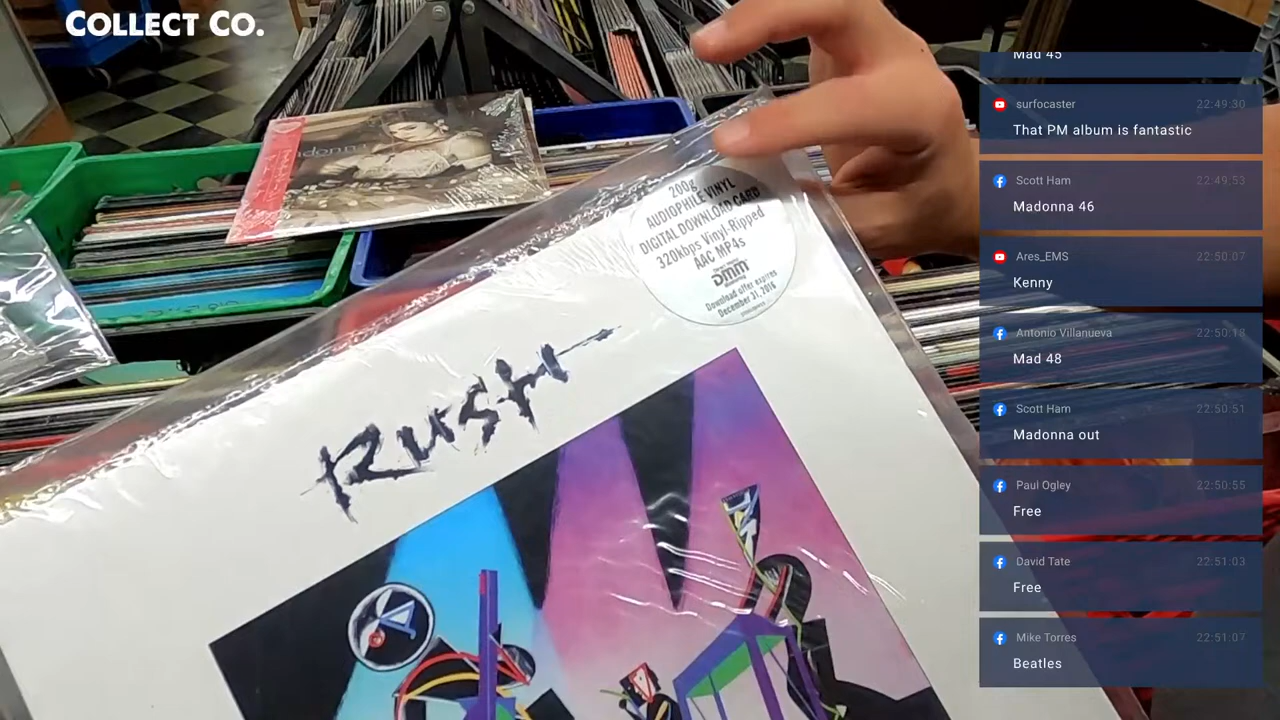 COLLECT CO.
Madonna
200g
AUDIOPHILE VINYL
DIGITAL DOWNLOAD CARD
320kbps Vinyl-Ripped
AAC MP4s
DMM
Download offer expires
December 31, 2016
RUSH
Mad 45
surfocaster 22:49:30
That PM album is fantastic
Scott Ham 22:49:53
Madonna 46
Ares_EMS 22:50:07
Kenny
Antonio Villanueva 22:50:18
Mad 48
Scott Ham 22:50:51
Madonna out
Paul Ogley 22:50:55
Free
David Tate 22:51:03
Free
Mike Torres 22:51:07
Beatles